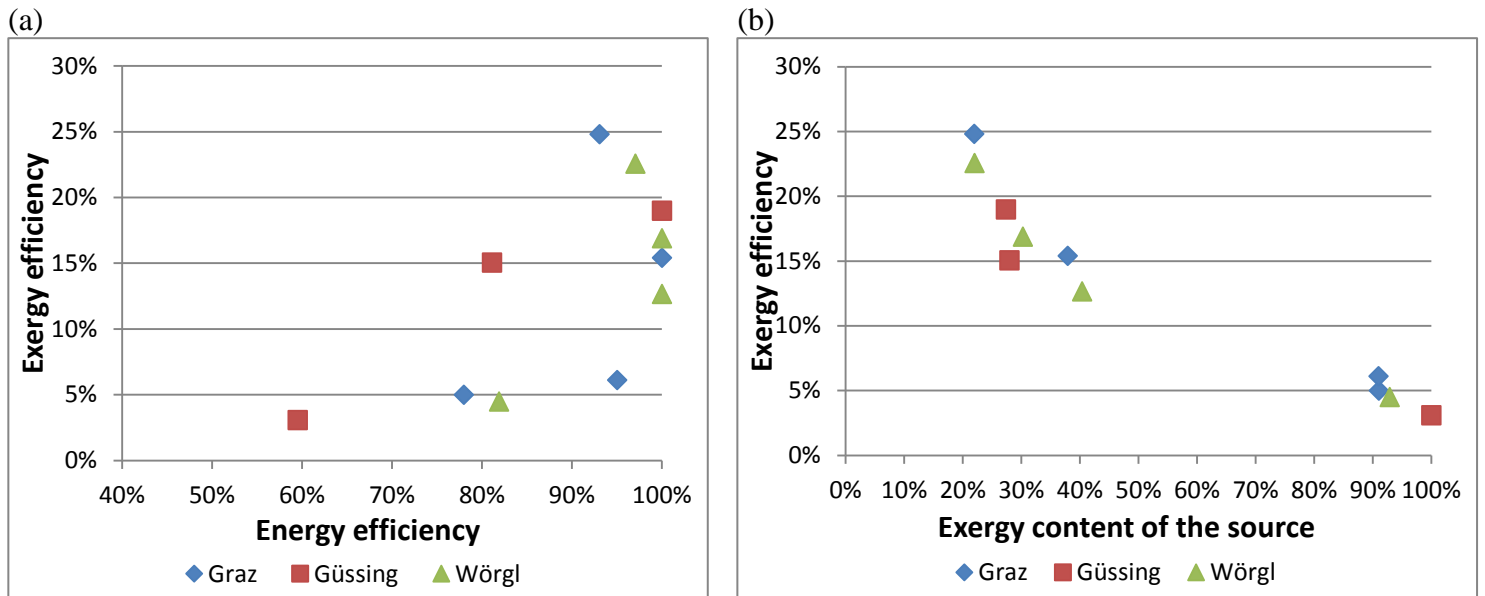 (a)
30%
25%
20%
15%
10%
5%
0%
Exergy efficiency
40% 50% 60% 70% 80% 90% 100%
Energy efficiency
Graz Güssing Wörgl
(b)
30%
25%
20%
15%
10%
5%
0%
Exergy efficiency
0% 10% 20% 30% 40% 50% 60% 70% 80% 90% 100%
Exergy content of the source
Graz Güssing Wörgl